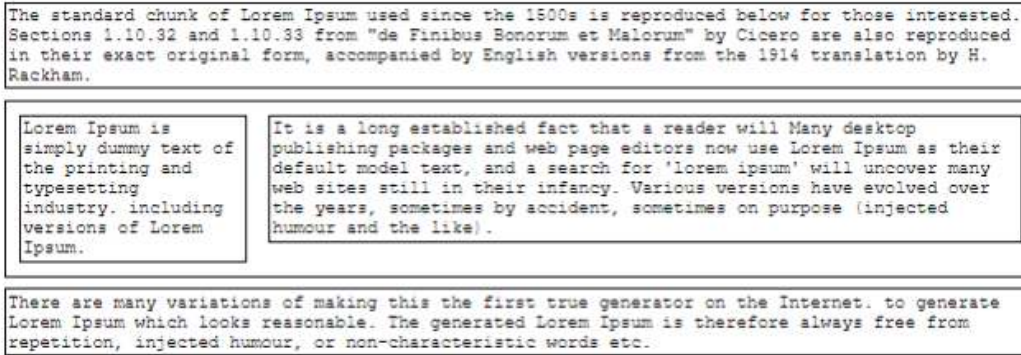 The standard chunk of Lorem Ipsum used since the 1500s is reproduced below for those interested.
Sections 1.10.32 and 1.10.33 from "de Finibus Bonorum et Malorum" by Cicero are also reproduced
in their exact original form, accompanied by English versions from the 1914 translation by H.
Rackham.
Lorem Ipsum is
simply dummy text of
the printing and
typesetting
industry. including
versions of Lorem
Ipsum.
It is a long established fact that a reader will Many desktop
publishing packages and web page editors now use Lorem Ipsum as their
default model text, and a search for 'lorem ipsum' will uncover many
web sites still in their infancy. Various versions have evolved over
the years, sometimes by accident, sometimes on purpose (injected
humour and the like).
There are many variations of making this the first true generator on the Internet. to generate
Lorem Ipsum which looks reasonable. The generated Lorem Ipsum is therefore always free from
repetition, injected humour, or non-characteristic words etc.